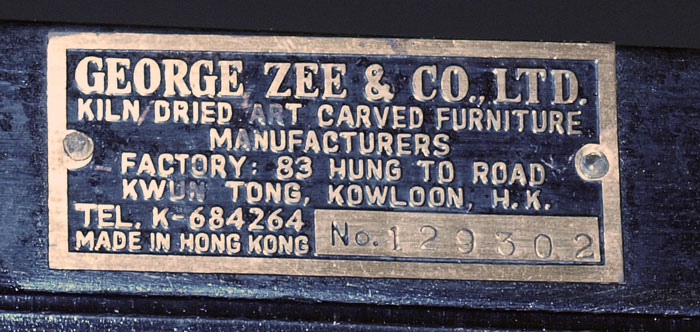 GEORGE ZEE & CO., LTD.
KILN DRIED ART CARVED FURNITURE
MANUFACTURERS
FACTORY: 83 HUNG TO ROAD
KWUN TONG, KOWLOON, H.K.
TEL. K-684264
MADE IN HONG KONG
No. 129302